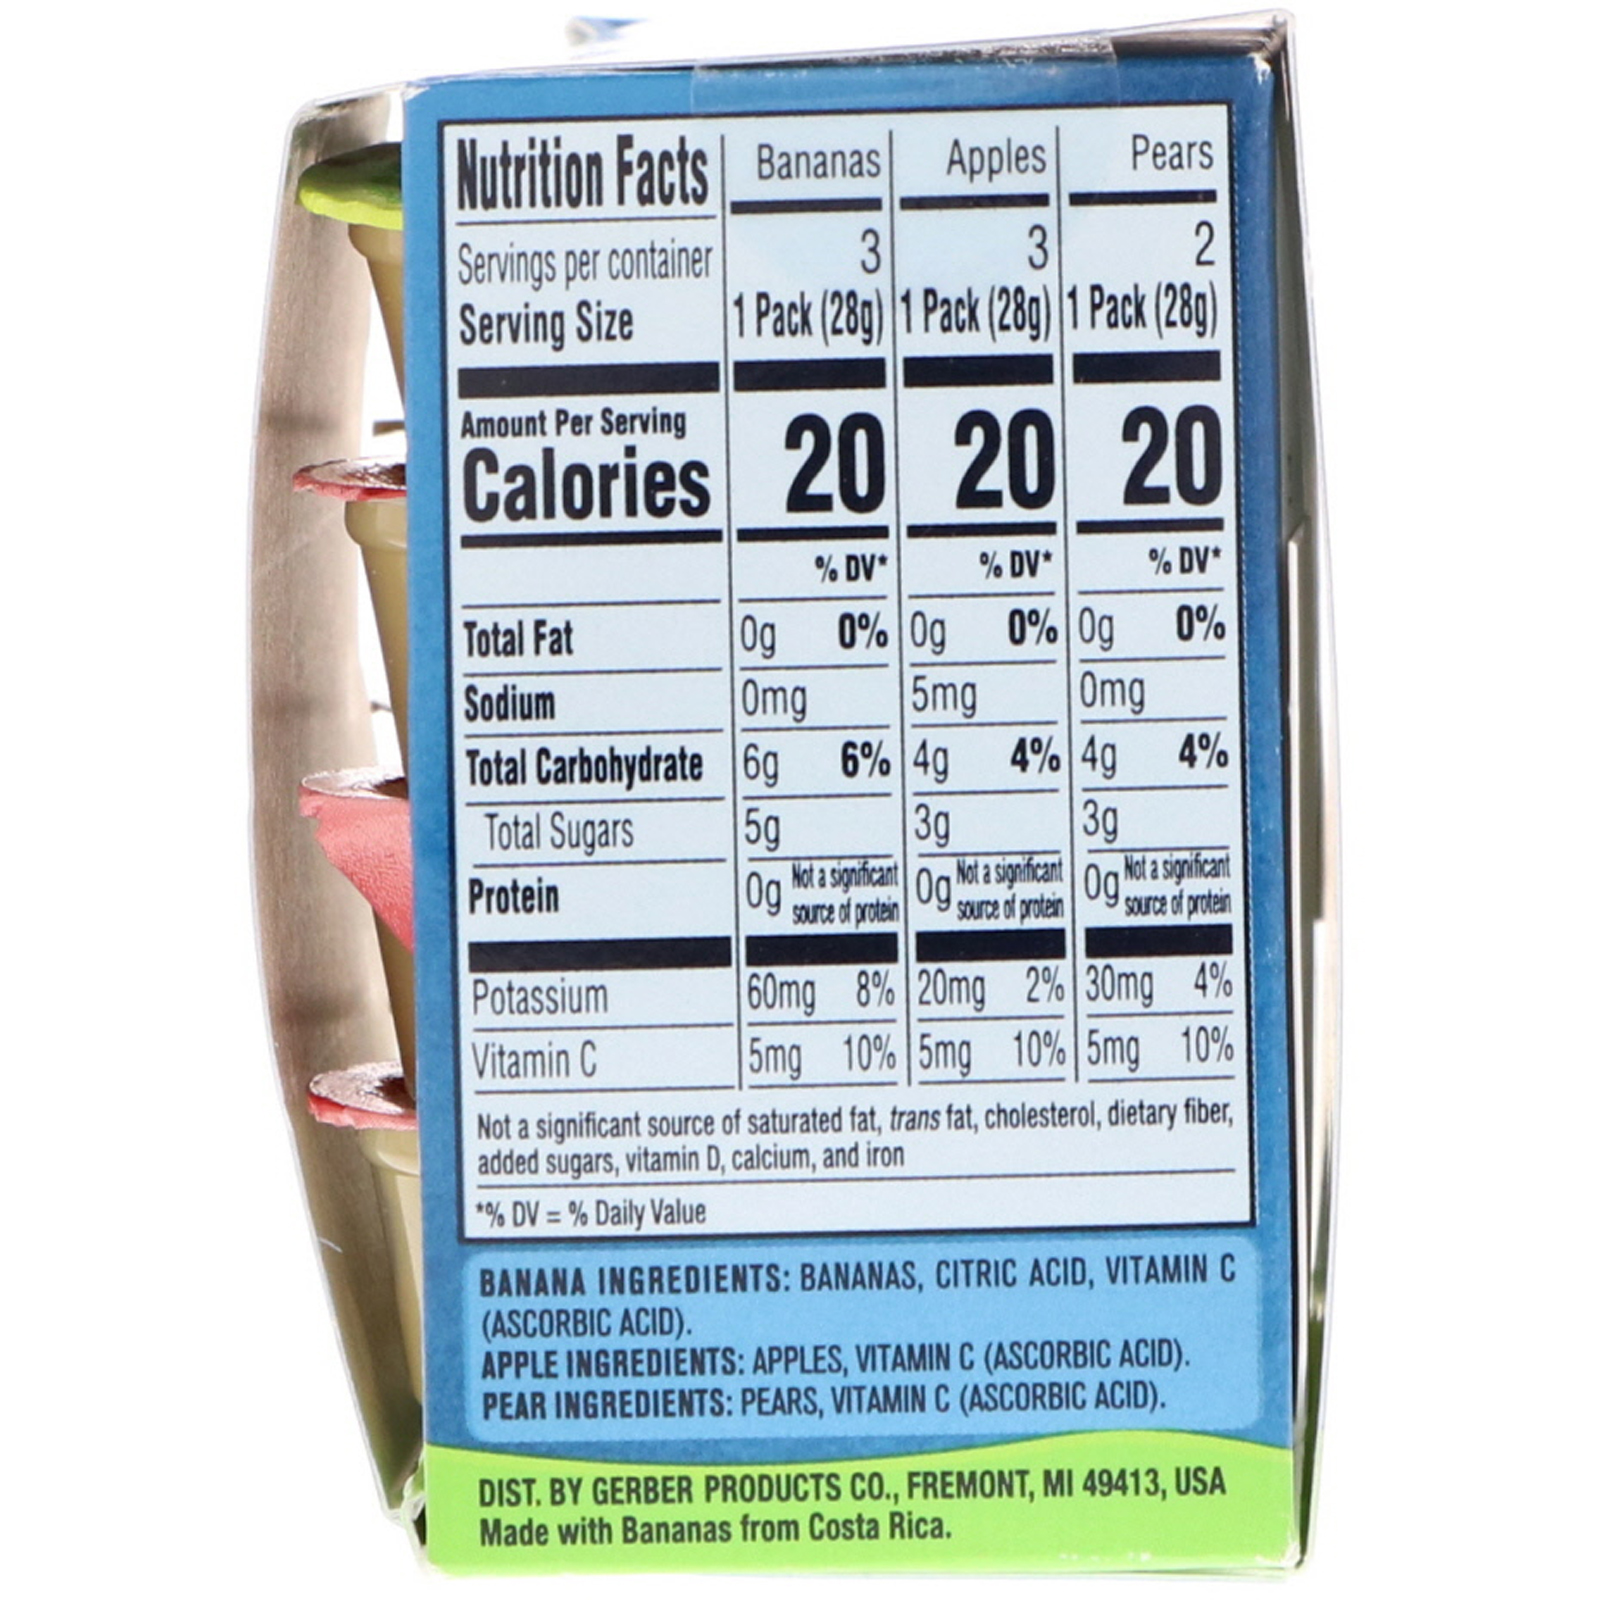 Nutrition Facts Bananas Apples Pears
Servings per container 3 3 2
Serving Size 1 Pack (28g) 1 Pack (28g) 1 Pack (28g)
Amount Per Serving
Calories 20 20 20
% DV* % DV* % DV*
Total Fat 0g 0% 0g 0% 0g 0%
Sodium 0mg 5mg 0mg
Total Carbohydrate 6g 6% 4g 4% 4g 4%
Total Sugars 5g 3g 3g
Protein 0g Not a significant source of protein 0g Not a significant source of protein 0g Not a significant source of protein
Potassium 60mg 8% 20mg 2% 30mg 4%
Vitamin C 5mg 10% 5mg 10% 5mg 10%
Not a significant source of saturated fat, trans fat, cholesterol, dietary fiber,
added sugars, vitamin D, calcium, and iron
*% DV = % Daily Value
BANANA INGREDIENTS: BANANAS, CITRIC ACID, VITAMIN C
(ASCORBIC ACID).
APPLE INGREDIENTS: APPLES, VITAMIN C (ASCORBIC ACID).
PEAR INGREDIENTS: PEARS, VITAMIN C (ASCORBIC ACID).
DIST. BY GERBER PRODUCTS CO., FREMONT, MI 49413, USA
Made with Bananas from Costa Rica.